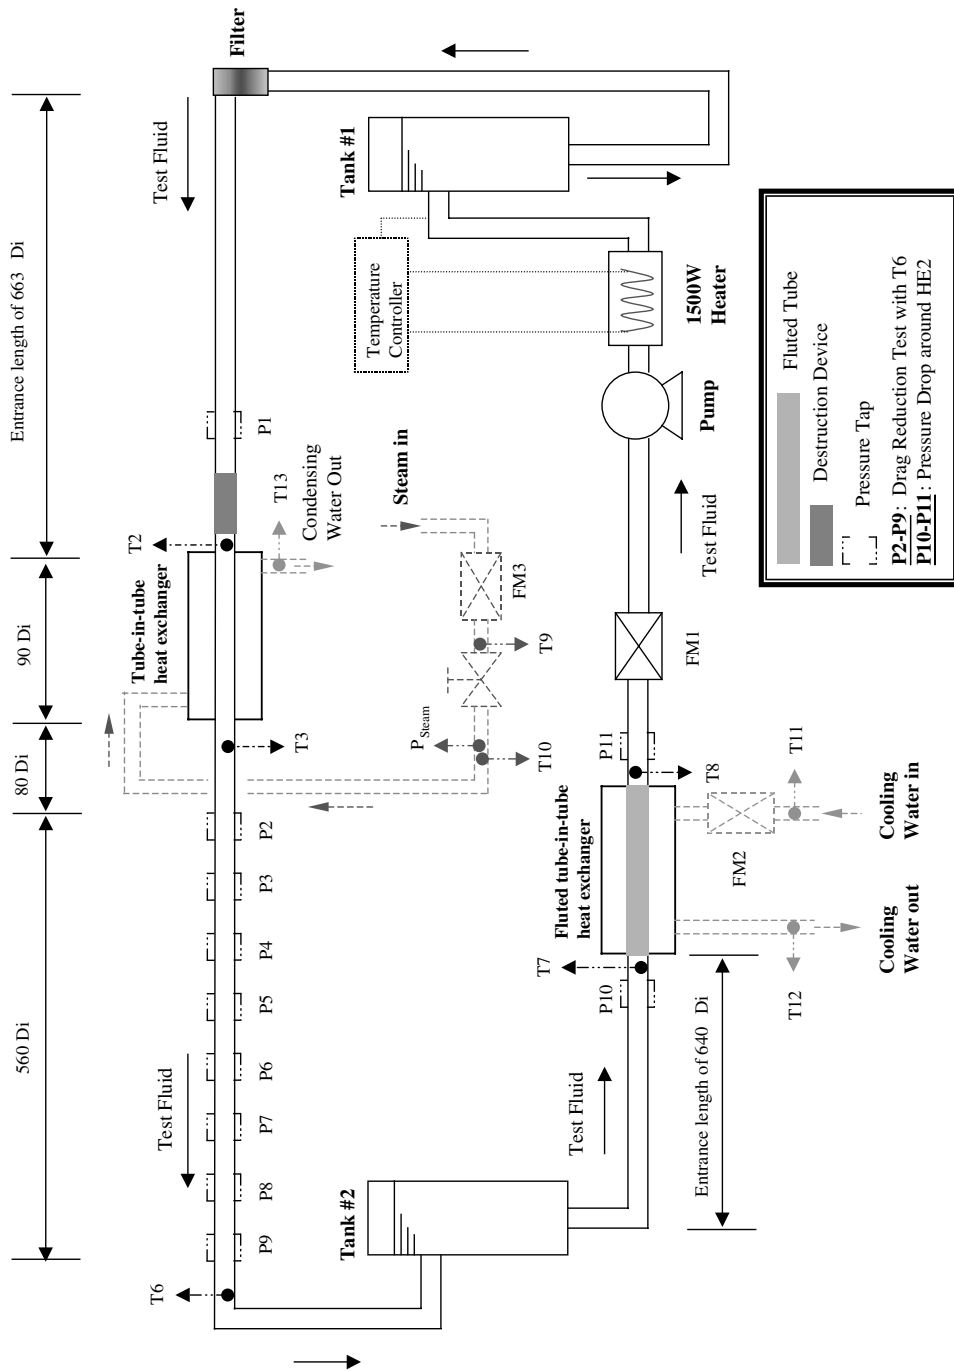 Entrance length of 663 Di
90 Di
80 Di
560 Di
Filter
Test Fluid
P1
T2
T13
Condensing
Water Out
Tube-in-tube
heat exchanger
T3
P2
P3
P4
P5
P6
P7
P8
P9
Test Fluid
T6
Steam in
FM3
T9
P Steam
T10
Tank #1
Temperature
Controller
1500W
Heater
Pump
Test Fluid
FM1
P11
T8
Fluted tube-in-tube
heat exchanger
T7
P10
FM2
T11
Cooling
Water in
T12
Cooling
Water out
Test Fluid
Entrance length of 640 Di
Tank #2
Fluted Tube
Destruction Device
Pressure Tap
P2-P9: Drag Reduction Test with T6
P10-P11: Pressure Drop around HE2